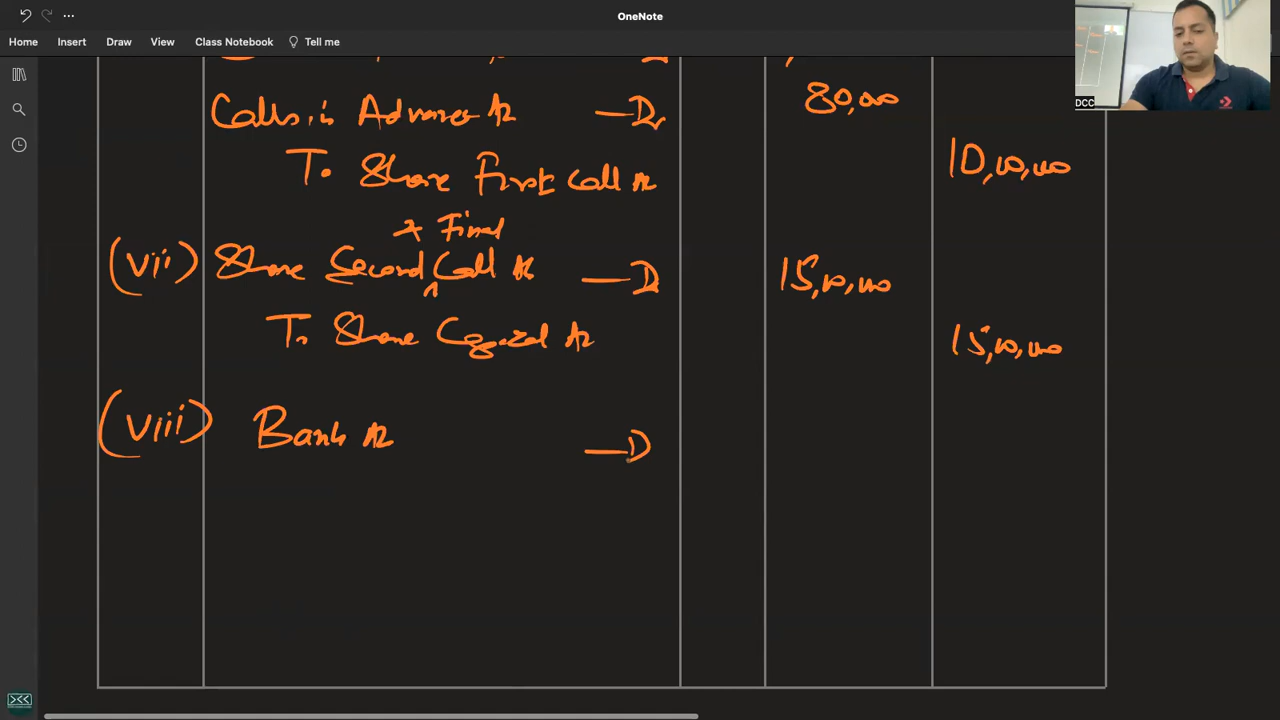 OneNote
Home Insert Draw View Class Notebook Tell me
DCC
80,000
Calls in Advance A/c —Dr
To Share First Call A/c
10,00,000
& Final
(vii) Share Second Call A/c —D
15,00,000
To Share Capital A/c
15,00,000
(viii) Bank A/c —D